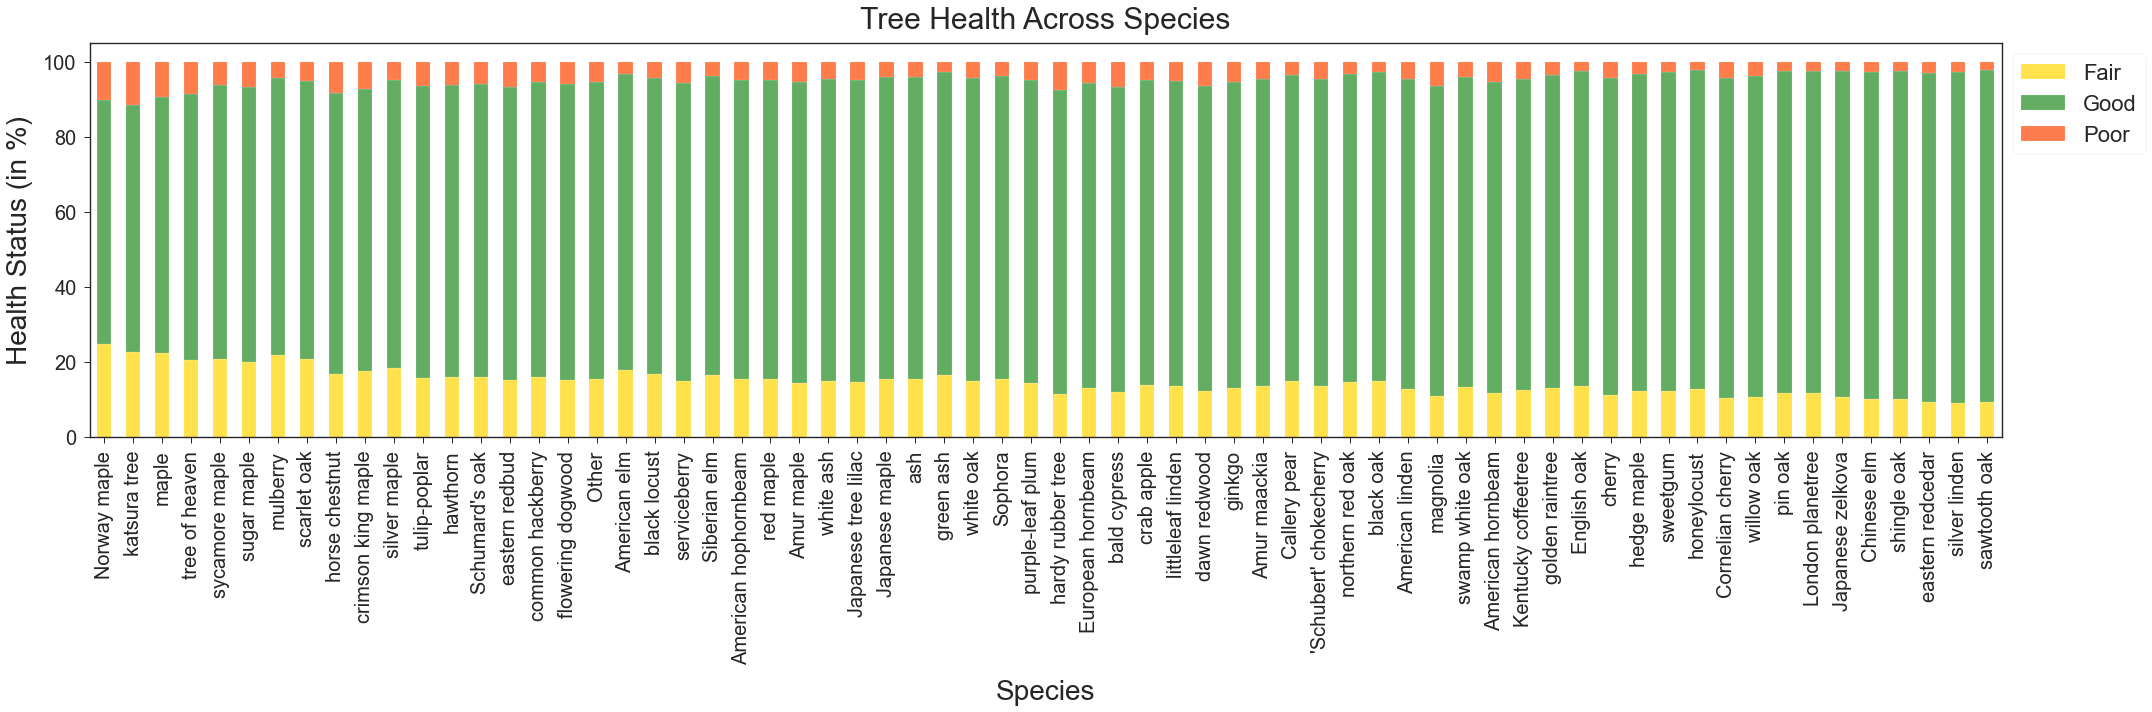 Tree Health Across Species
Health Status (in %)
100
80
60
40
20
0
Fair
Good
Poor
Norway maple
katsura tree
maple
tree of heaven
sycamore maple
sugar maple
mulberry
scarlet oak
horse chestnut
crimson king maple
silver maple
tulip-poplar
hawthorn
Schumard's oak
eastern redbud
common hackberry
flowering dogwood
Other
American elm
black locust
serviceberry
Siberian elm
American hophornbeam
red maple
Amur maple
white ash
Japanese tree lilac
Japanese maple
ash
green ash
white oak
Sophora
purple-leaf plum
hardy rubber tree
European hornbeam
bald cypress
crab apple
littleleaf linden
dawn redwood
ginkgo
Amur maackia
Callery pear
'Schubert' chokecherry
northern red oak
black oak
American linden
magnolia
swamp white oak
American hornbeam
Kentucky coffeetree
golden raintree
English oak
cherry
hedge maple
sweetgum
honeylocust
Cornelian cherry
willow oak
pin oak
London planetree
Japanese zelkova
Chinese elm
shingle oak
eastern redcedar
silver linden
sawtooth oak
Species